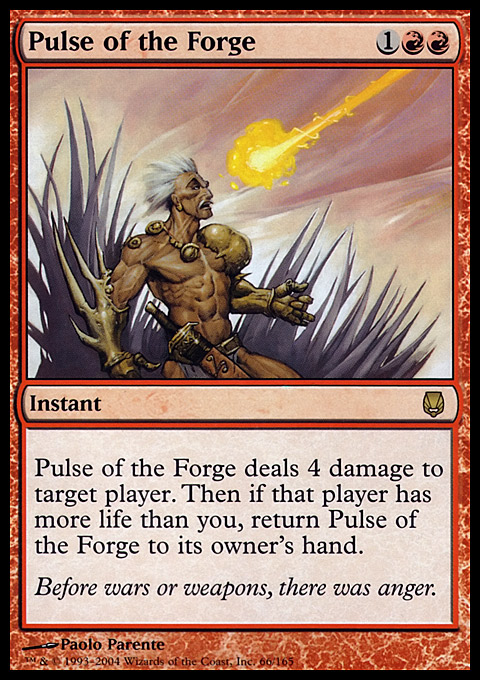 Pulse of the Forge 1
Instant
Pulse of the Forge deals 4 damage to
target player. Then if that player has
more life than you, return Pulse of
the Forge to its owner's hand.
Before wars or weapons, there was anger.
Paolo Parente
™ & © 1993–2004 Wizards of the Coast, Inc. 66/165